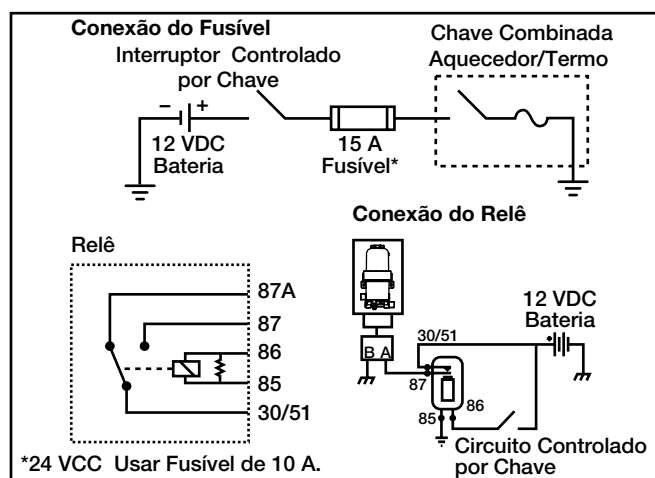 Conexão do Fusível
Interruptor Controlado
por Chave
Chave Combinada
Aquecedor/Termo
– +
12 VDC
Bateria
15 A
Fusível*
Conexão do Relê
Relê
87A
87
86
85
30/51
B A
30/51
87
85
86
12 VDC
Bateria
Circuito Controlado
por Chave
*24 VCC Usar Fusível de 10 A.